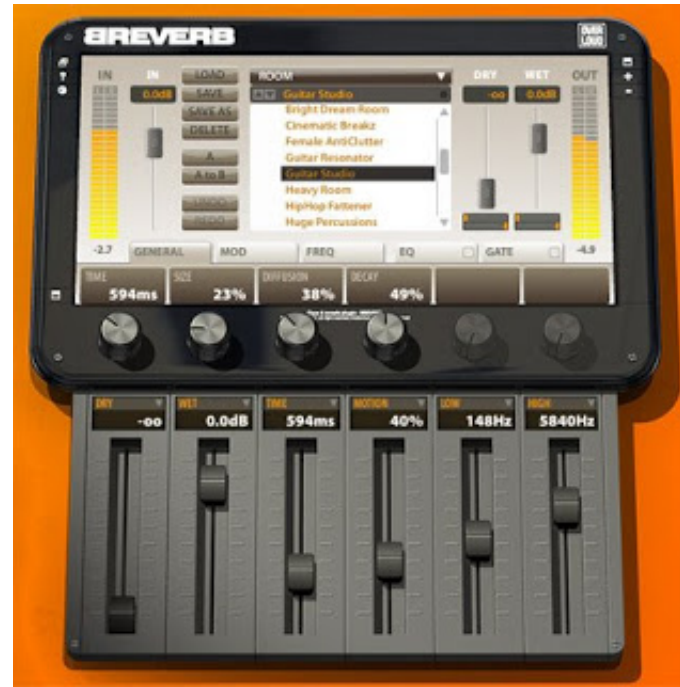 BREVERB
OVER
LOUD
IN IN LOAD ROOM DRY WET OUT
0.0dB SAVE Guitar Studio -oo 0.0dB
SAVE AS Bright Dream Room
DELETE Cinematic Breakz
Female AntiClutter
A Guitar Resonator
A to B Guitar Studio
Heavy Room
UNDO HipHop Fattener
REDO Huge Percussions
-2.7 GENERAL MOD FREQ EQ GATE -4.9
TIME SIZE DIFFUSION DECAY
594ms 23% 38% 49%
DRY WET TIME MOTION LOW HIGH
-oo 0.0dB 594ms 40% 148Hz 5840Hz